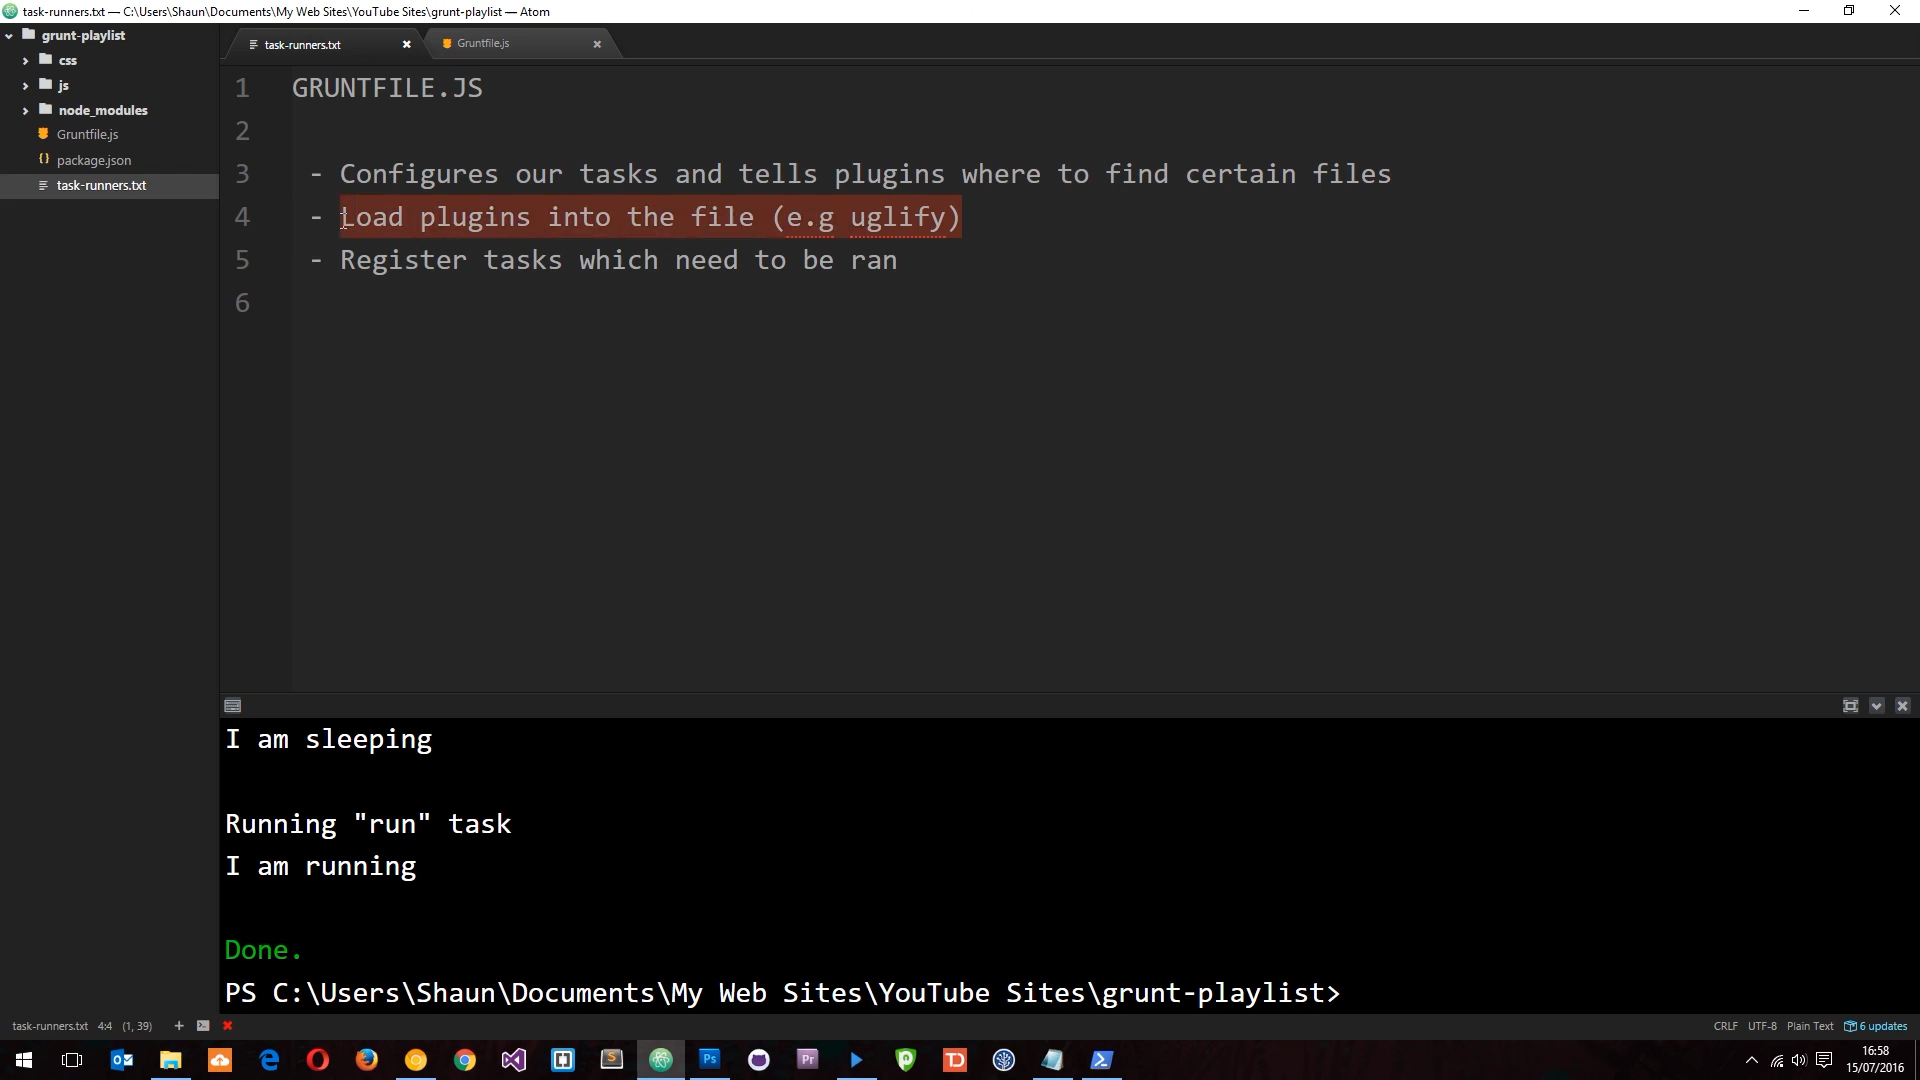 task-runners.txt — C:\Users\Shaun\Documents\My Web Sites\YouTube Sites\grunt-playlist — Atom
grunt-playlist
css
js
node_modules
Gruntfile.js
package.json
task-runners.txt
task-runners.txt
Gruntfile.js
1 GRUNTFILE.JS
2
3 - Configures our tasks and tells plugins where to find certain files
4 - Load plugins into the file (e.g uglify)
5 - Register tasks which need to be ran
6
I am sleeping
Running "run" task
I am running
Done.
PS C:\Users\Shaun\Documents\My Web Sites\YouTube Sites\grunt-playlist>
task-runners.txt 4:4 (1, 39)
CRLF UTF-8 Plain Text 6 updates
Ps Pr TD
16:58
15/07/2016